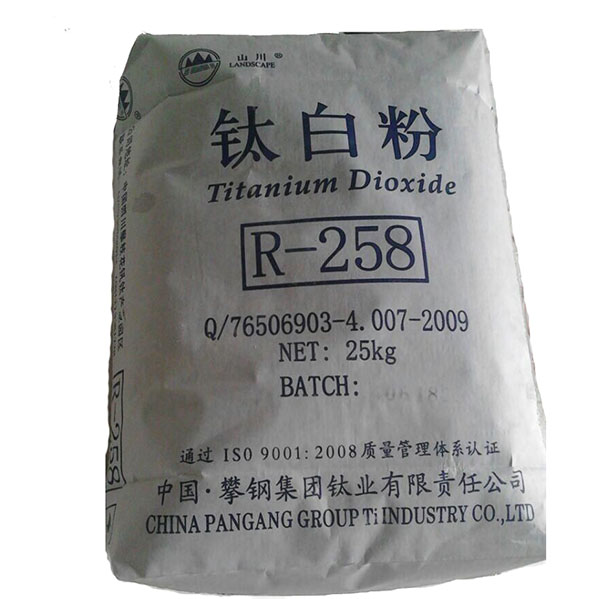 山川®
LANDSCAPE
钛白粉
Titanium Dioxide
R-258
Q/76506903-4.007-2009
NET: 25kg
BATCH:
通过 ISO 9001:2008 质量管理体系认证
中国·攀钢集团钛业有限责任公司
CHINA PANGANG GROUP Ti INDUSTRY CO.,LTD
R-258